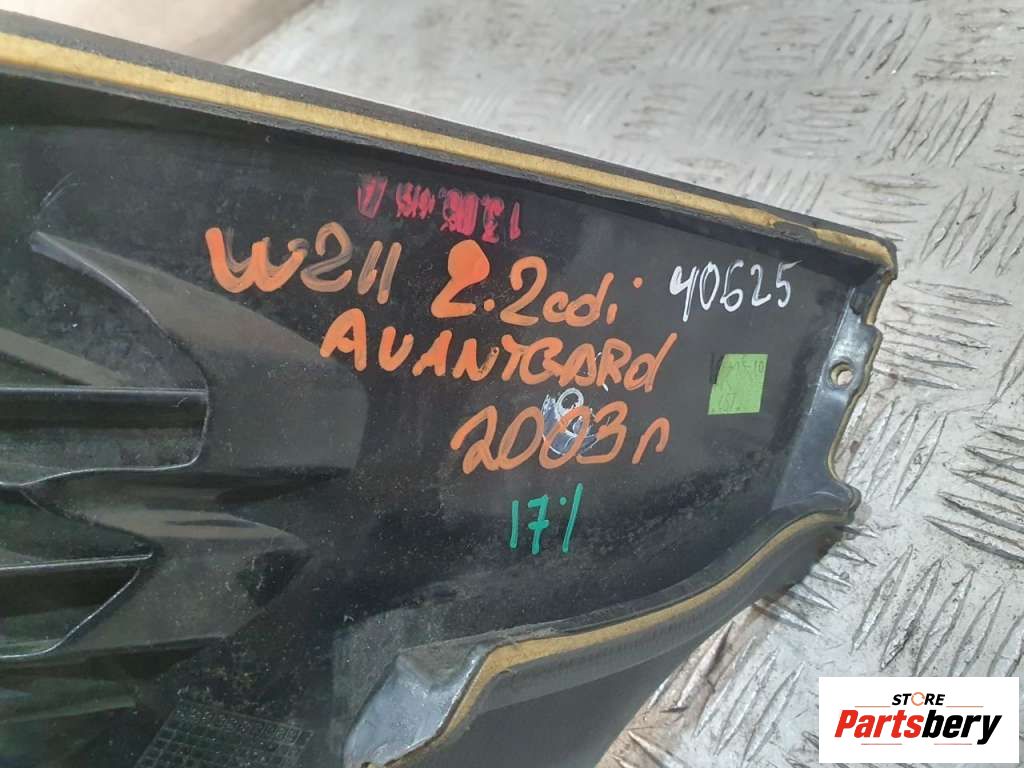 W211 2.2cdi 40625
AVANTGARd
2003г
17%
STORE
Partsbery